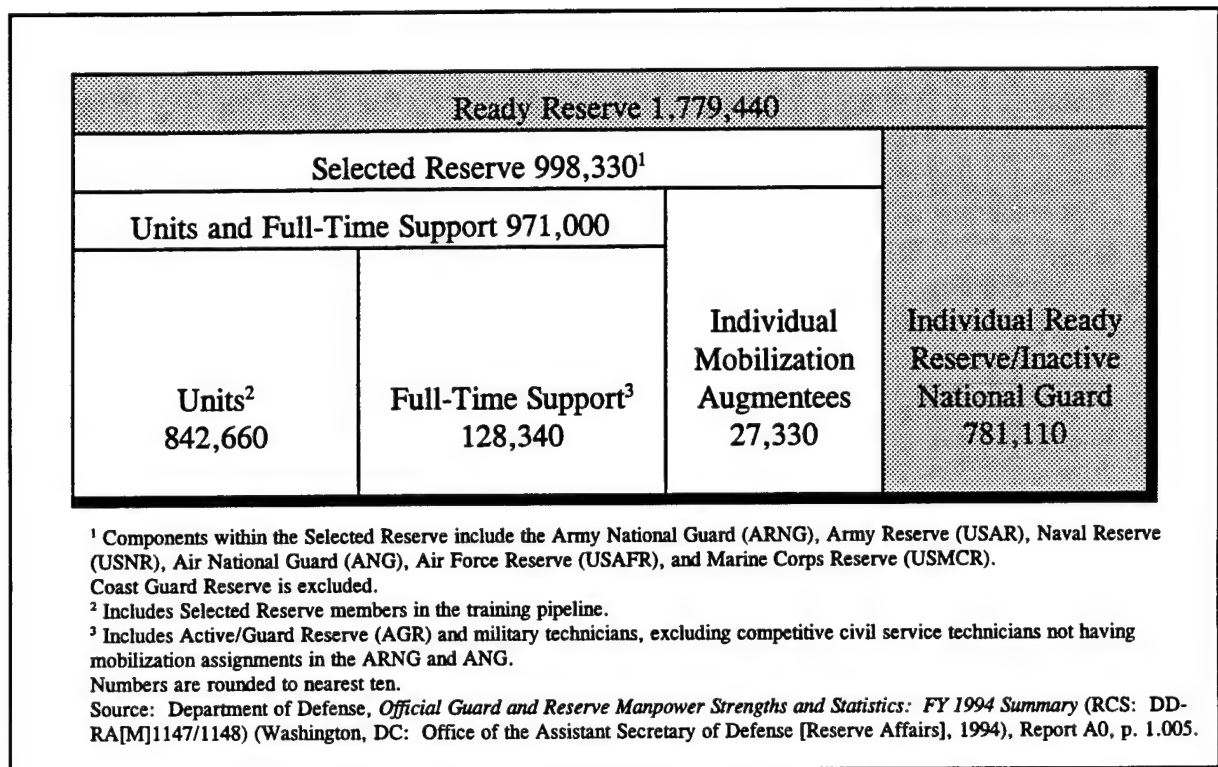 Ready Reserve 1,779,440
Selected Reserve 998,330¹
Units and Full-Time Support 971,000
Units²
842,660
Full-Time Support³
128,340
Individual
Mobilization
Augmentees
27,330
Individual Ready
Reserve/Inactive
National Guard
781,110
¹ Components within the Selected Reserve include the Army National Guard (ARNG), Army Reserve (USAR), Naval Reserve
(USNR), Air National Guard (ANG), Air Force Reserve (USAFR), and Marine Corps Reserve (USMCR).
Coast Guard Reserve is excluded.
² Includes Selected Reserve members in the training pipeline.
³ Includes Active/Guard Reserve (AGR) and military technicians, excluding competitive civil service technicians not having
mobilization assignments in the ARNG and ANG.
Numbers are rounded to nearest ten.
Source: Department of Defense, Official Guard and Reserve Manpower Strengths and Statistics: FY 1994 Summary (RCS: DD-
RA[M]1147/1148) (Washington, DC: Office of the Assistant Secretary of Defense [Reserve Affairs], 1994), Report A0, p. 1.005.